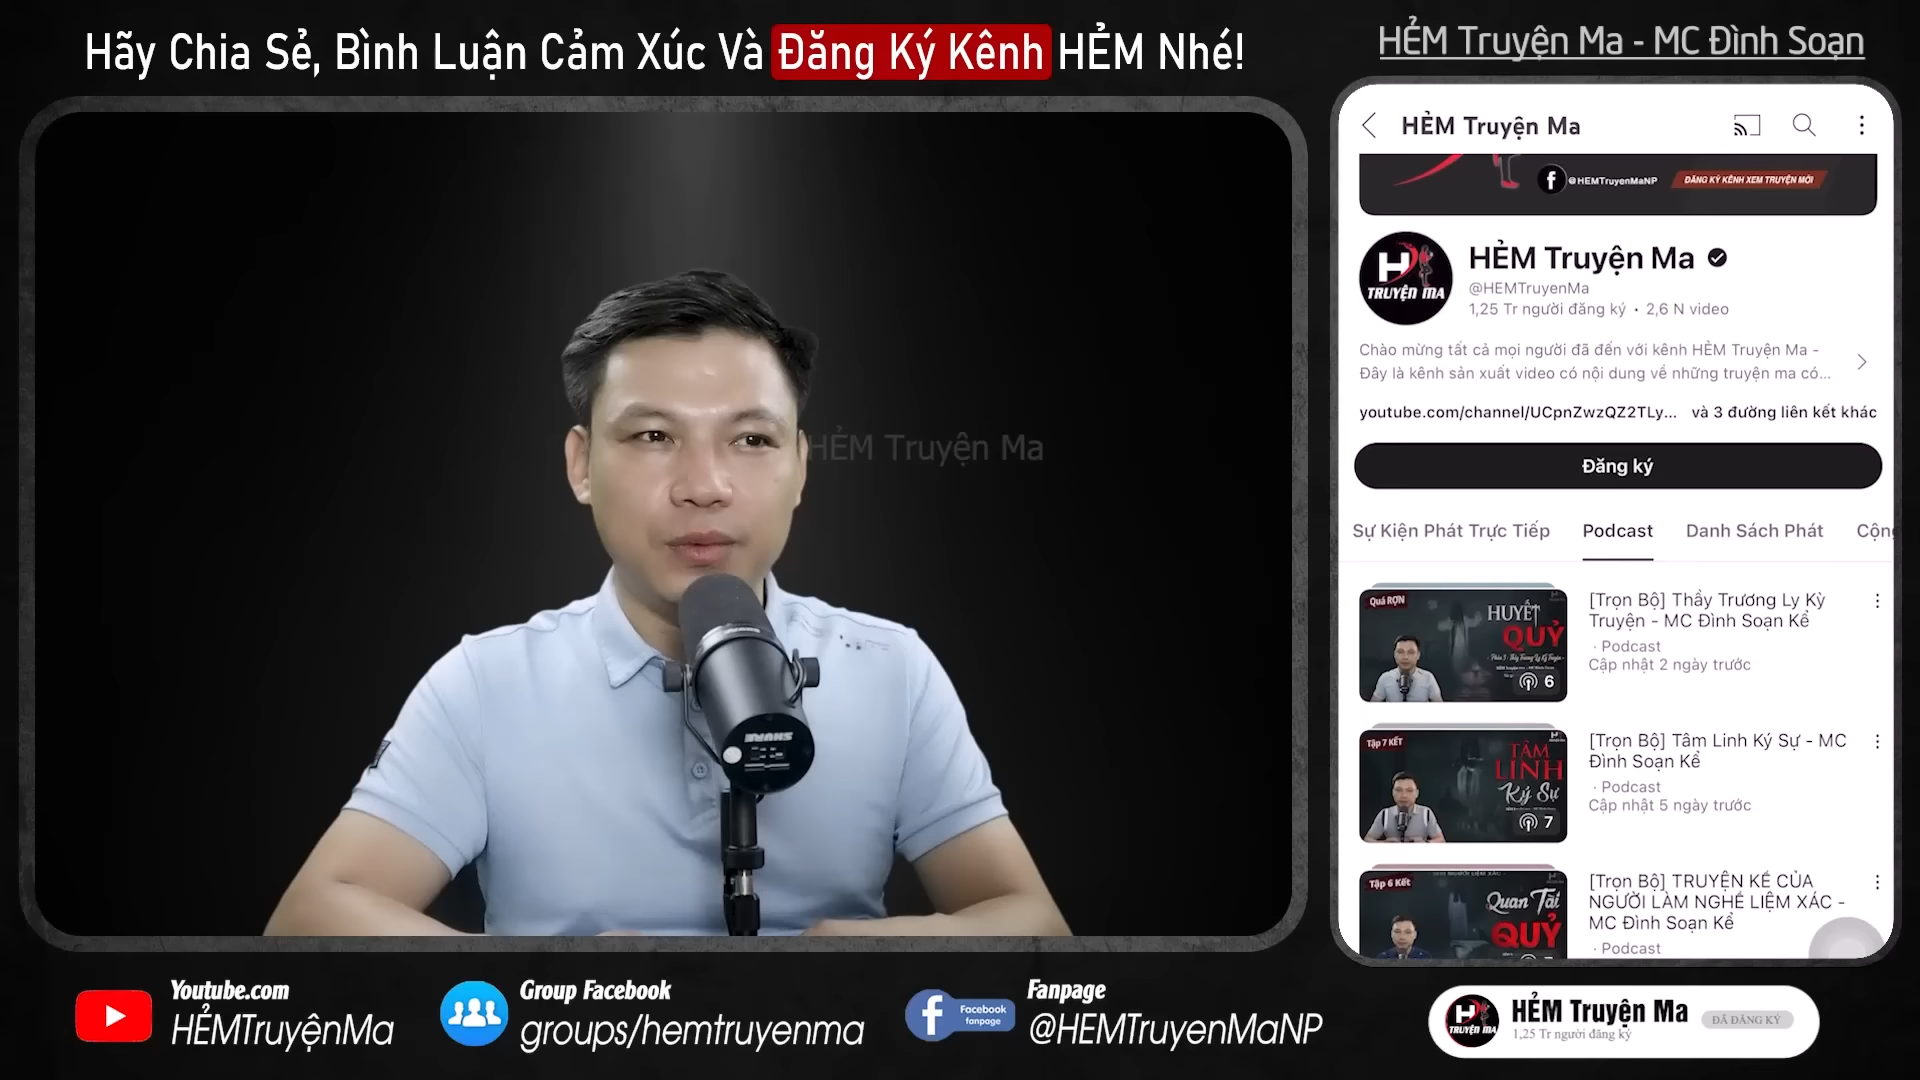 Hãy Chia Sẻ, Bình Luận Cảm Xúc Và Đăng Ký Kênh HẺM Nhé!
HẺM Truyện Ma - MC Đình Soạn
HẺM Truyện Ma
@HEMTruyenMaNP
ĐĂNG KÝ KÊNH XEM TRUYỆN MỚI
H
TRUYỆN MA
HẺM Truyện Ma
@HEMTruyenMa
1,25 Tr người đăng ký • 2,6 N video
Chào mừng tất cả mọi người đã đến với kênh HẺM Truyện Ma -
Đây là kênh sản xuất video có nội dung về những truyện ma có...
youtube.com/channel/UCpnZwzQZ2TLy... và 3 đường liên kết khác
Đăng ký
Sự Kiện Phát Trực Tiếp
Podcast
Danh Sách Phát
Cộng
Quá RỢN
HUYẾT
QUỶ
6
[Trọn Bộ] Thầy Trương Ly Kỳ
Truyện - MC Đình Soạn Kể
· Podcast
Cập nhật 2 ngày trước
Tập 7 KẾT
TÂM
LINH
Ký Sự
7
[Trọn Bộ] Tâm Linh Ký Sự - MC
Đình Soạn Kể
· Podcast
Cập nhật 5 ngày trước
Tập 6 Kết
Quan Tài
QUỶ
[Trọn Bộ] TRUYỆN KỂ CỦA
NGƯỜI LÀM NGHỀ LIỆM XÁC -
MC Đình Soạn Kể
· Podcast
HẺM Truyện Ma
SHURE
Youtube.com
HẺMTruyệnMa
Group Facebook
groups/hemtruyenma
Facebook
fanpage
Fanpage
@HEMTruyenMaNP
H
TRUYỆN MA
HẺM Truyện Ma
1,25 Tr người đăng ký
ĐÃ ĐĂNG KÝ